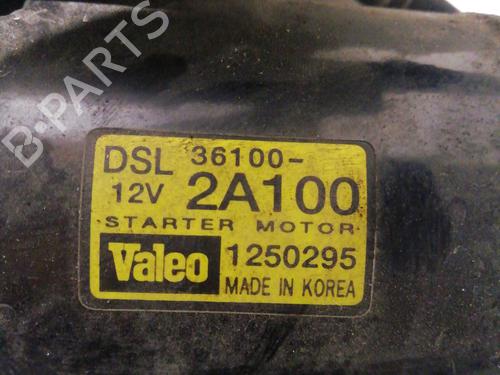 B-PARTS
DSL 36100-
12V 2A100
STARTER MOTOR
Valeo 1250295
MADE IN KOREA